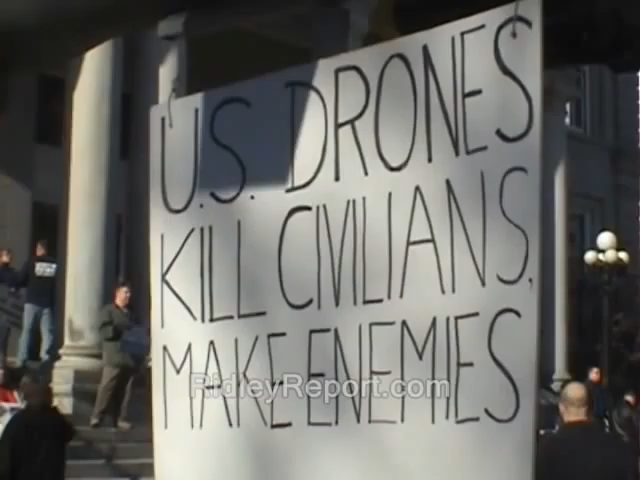 U.S. DRONES
KILL CIVILIANS,
MAKE ENEMIES
RidleyReport.com